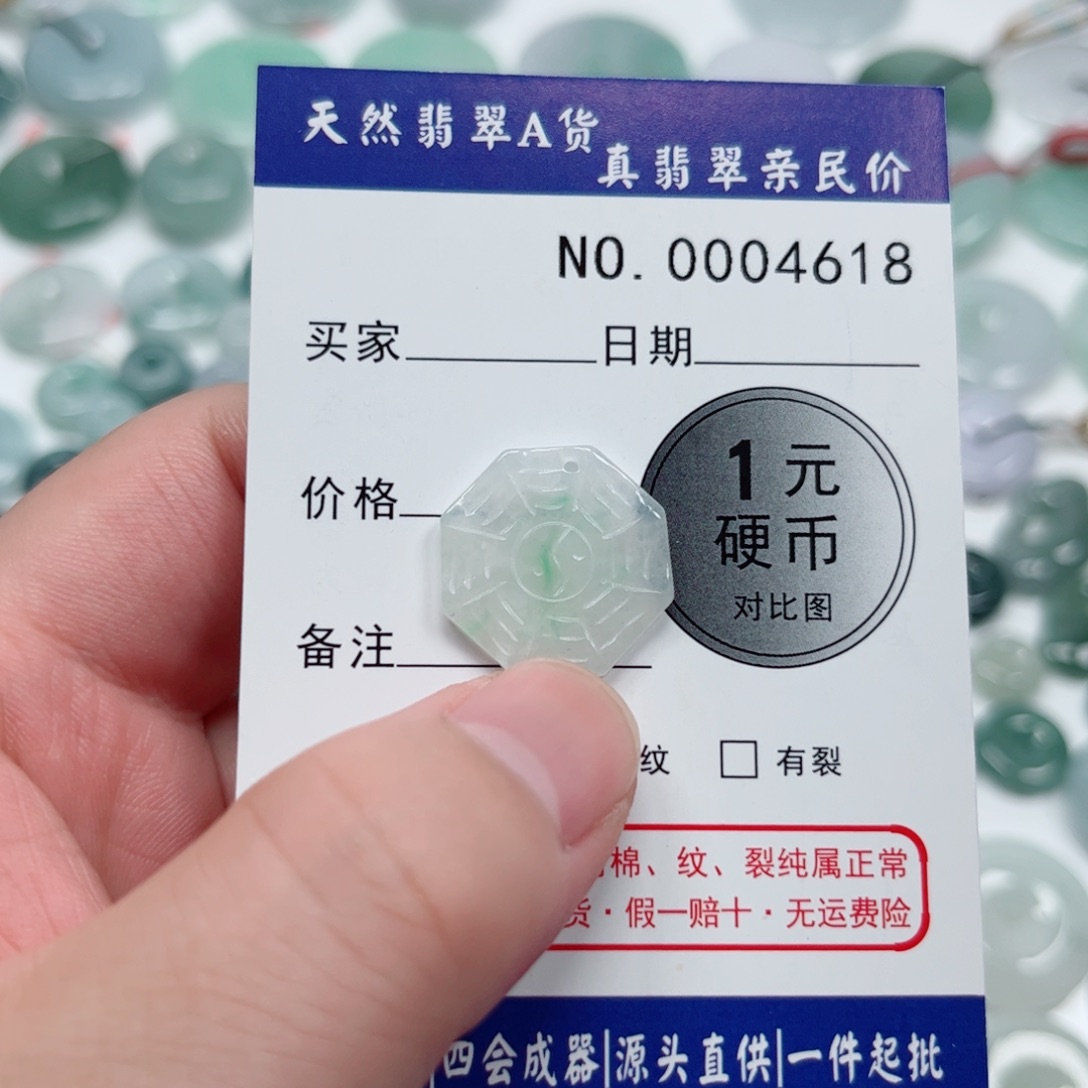 天然翡翠A货
真翡翠亲民价
NO. 0004618
买家 日期
1元
硬币
对比图
价格
备注
纹 □ 有裂
棉、纹、裂纯属正常
货·假一赔十·无运费险
四会成器|源头直供|一件起批